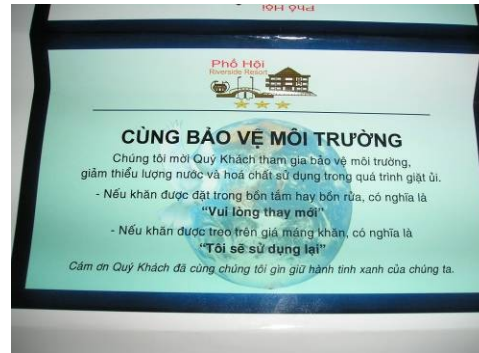 Phố Hội
Phố Hội
Riverside Resort
CÙNG BẢO VỆ MÔI TRƯỜNG
Chúng tôi mời Quý Khách tham gia bảo vệ môi trường,
giảm thiểu lượng nước và hoá chất sử dụng trong quá trình giặt ủi.
- Nếu khăn được đặt trong bồn tắm hay bồn rửa, có nghĩa là
“Vui lòng thay mới”
- Nếu khăn được treo trên giá máng khăn, có nghĩa là
“Tôi sẽ sử dụng lại”
Cám ơn Quý Khách đã cùng chúng tôi gìn giữ hành tinh xanh của chúng ta.